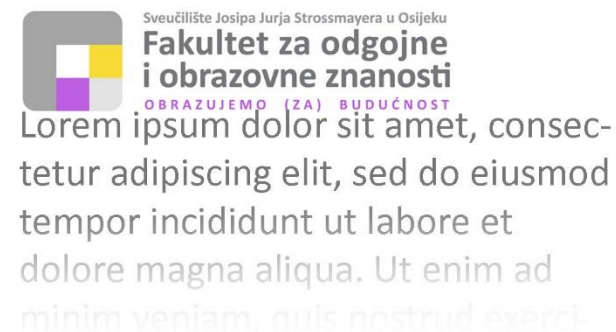 Sveučilište Josipa Jurja Strossmayera u Osijeku
Fakultet za odgojne
i obrazovne znanosti
OBRAZUJEMO (ZA) BUDUĆNOST
Lorem ipsum dolor sit amet, consec-
tetur adipiscing elit, sed do eiusmod
tempor incididunt ut labore et
dolore magna aliqua. Ut enim ad
minim veniam, quis nostrud exerci-